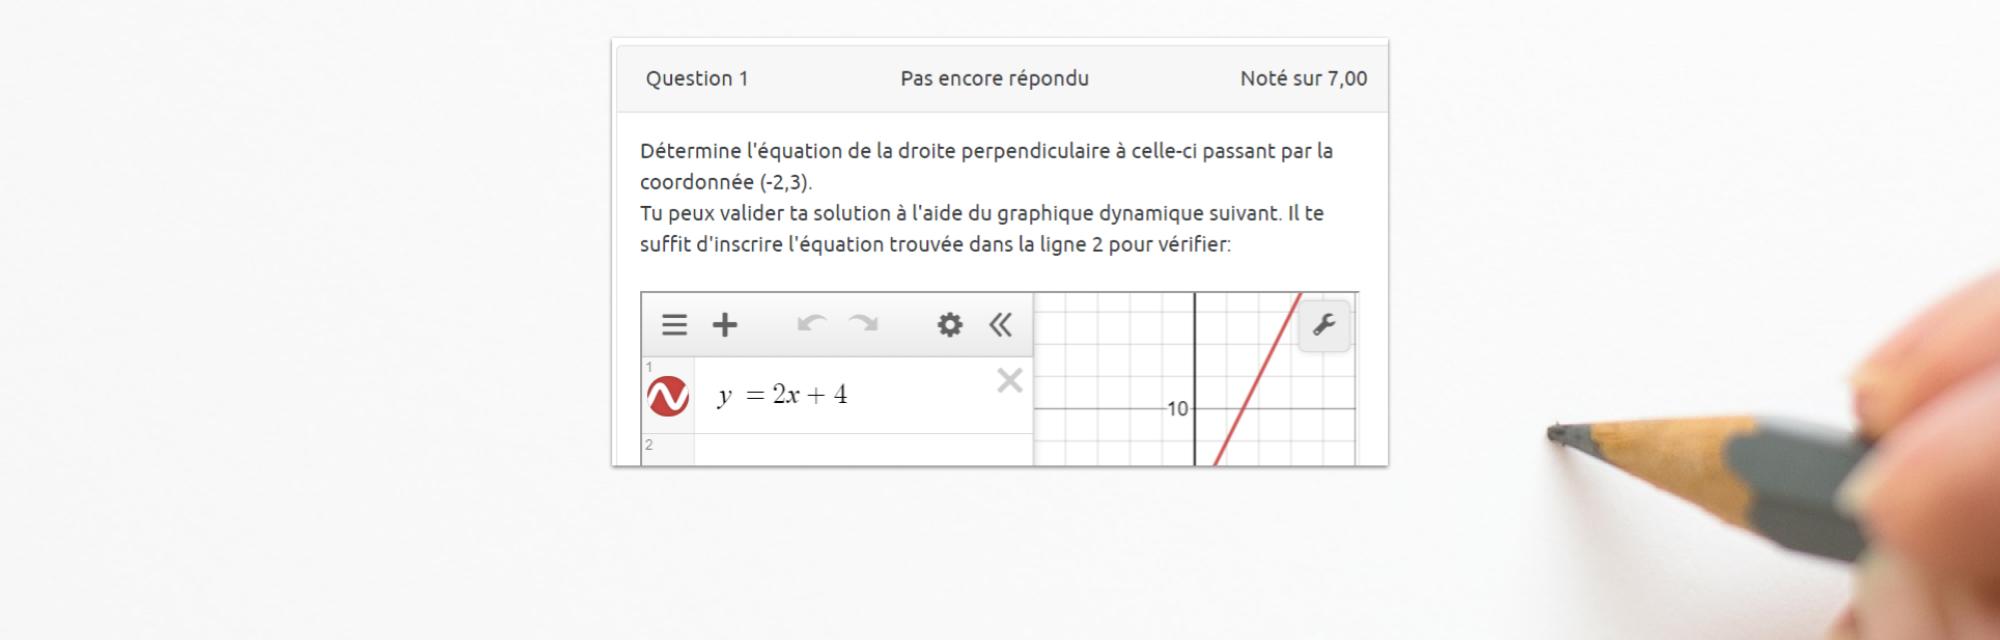 Question 1 Pas encore répondu Noté sur 7,00
Détermine l'équation de la droite perpendiculaire à celle-ci passant par la
coordonnée (-2,3).
Tu peux valider ta solution à l'aide du graphique dynamique suivant. Il te
suffit d'inscrire l'équation trouvée dans la ligne 2 pour vérifier:
1
y = 2x + 4
10
2